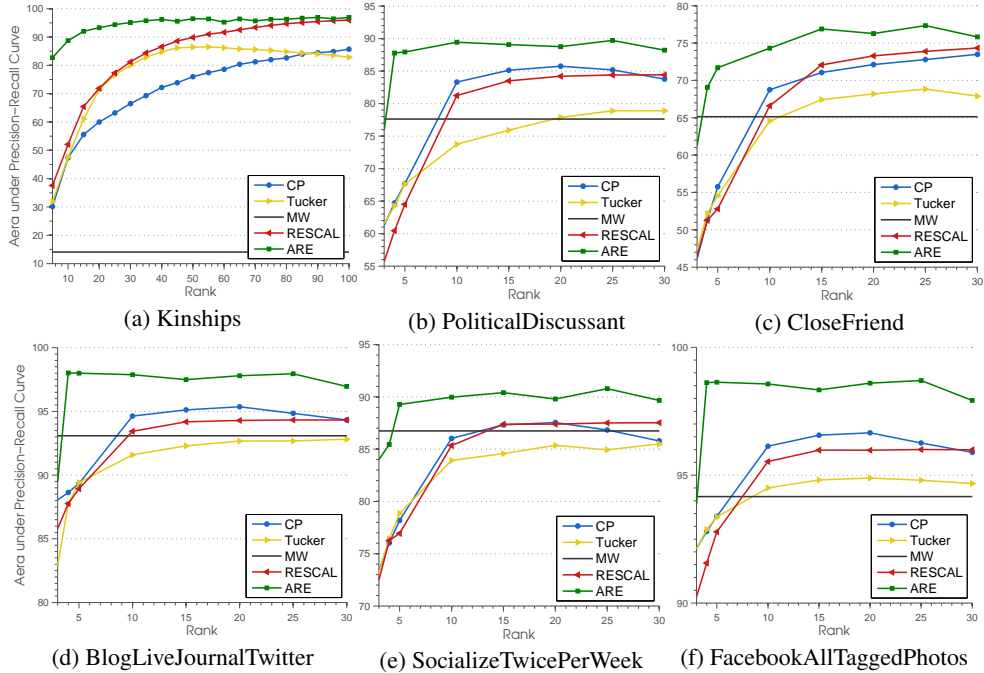 Aera under Precision-Recall Curve
100
90
80
70
60
50
40
30
20
10
10 20 30 40 50 60 70 80 90 100
Rank
CP
Tucker
MW
RESCAL
ARE
(a) Kinships
95
90
85
80
75
70
65
60
55
5 10 15 20 25 30
Rank
CP
Tucker
MW
RESCAL
ARE
(b) PoliticalDiscussant
80
75
70
65
60
55
50
45
5 10 15 20 25 30
Rank
CP
Tucker
MW
RESCAL
ARE
(c) CloseFriend
Aera under Precision-Recall Curve
100
95
90
85
80
5 10 15 20 25 30
Rank
CP
Tucker
MW
RESCAL
ARE
(d) BlogLiveJournalTwitter
95
90
85
80
75
70
5 10 15 20 25 30
Rank
CP
Tucker
MW
RESCAL
ARE
(e) SocializeTwicePerWeek
100
95
90
5 10 15 20 25 30
Rank
CP
Tucker
MW
RESCAL
ARE
(f) FacebookAllTaggedPhotos